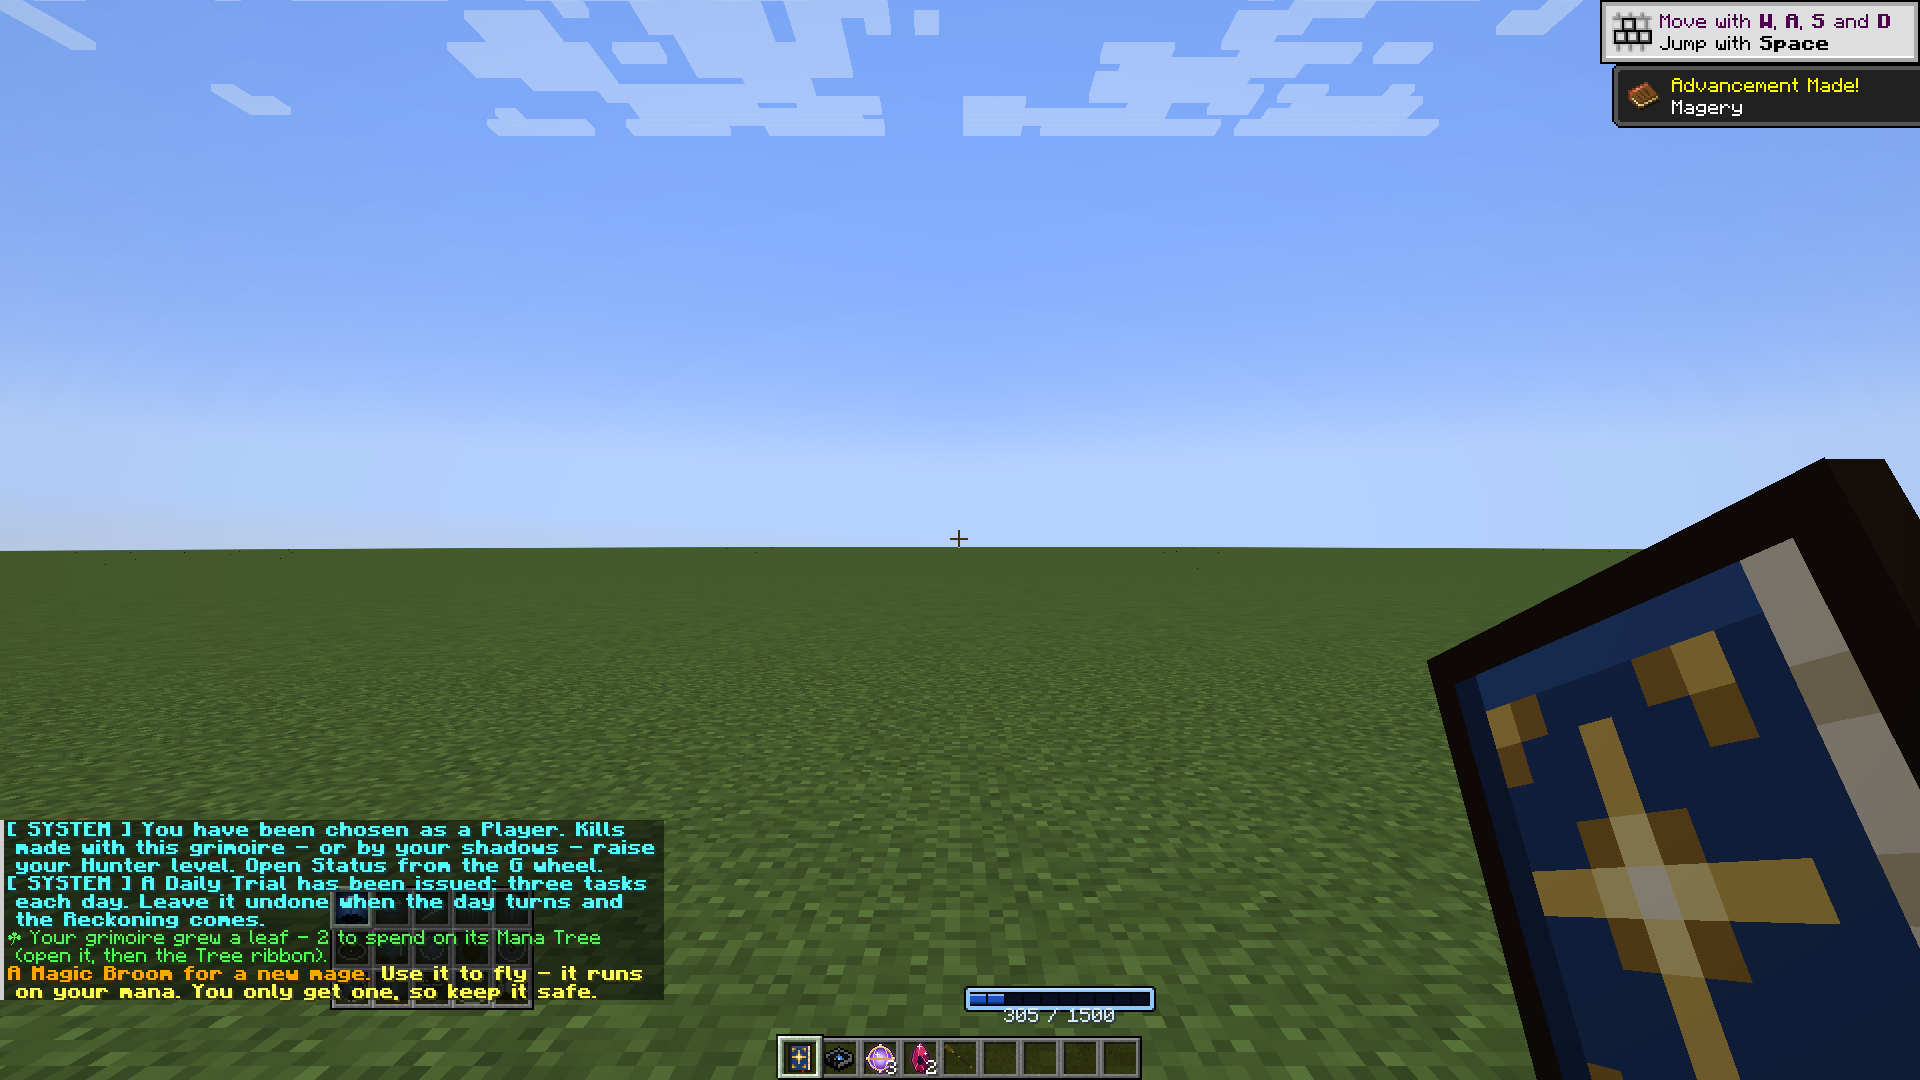 Move with W, A, S and D
Jump with Space
Advancement Made!
Magery
[ SYSTEM ] You have been chosen as a Player. Kills
made with this grimoire – or by your shadows – raise
your Hunter level. Open Status from the G wheel.
[ SYSTEM ] A Daily Trial has been issued: three tasks
each day. Leave it undone when the day turns and
the Reckoning comes.
☘ Your grimoire grew a leaf – 2 to spend on its Mana Tree
(open it, then the Tree ribbon).
A Magic Broom for a new mage. Use it to fly – it runs
on your mana. You only get one, so keep it safe.
305 / 1500
3
2